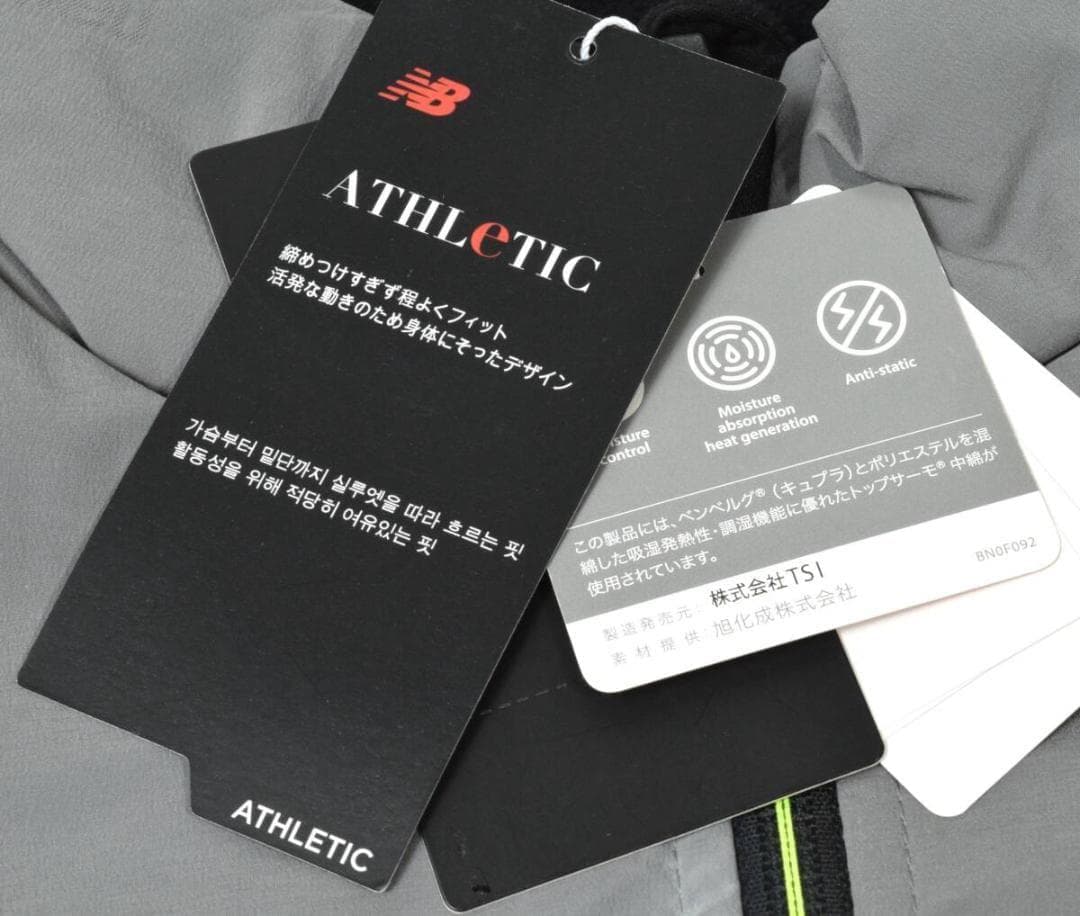 NB
ATHLeTIC
締めつけすぎず程よくフィット
活発な動きのため身体にそったデザイン
가슴부터 밑단까지 실루엣을 따라 흐르는 핏
활동성을 위해 적당히 여유있는 핏
ATHLETIC
control
Moisture
absorption
heat generation
Anti-static
この製品には、ベンベルグ®（キュプラ）とポリエステルを混
綿した吸湿発熱性・調湿機能に優れたトップサーモ®中綿が
使用されています。
BN0F092
製造発売元：株式会社TSI
素材提供：旭化成株式会社